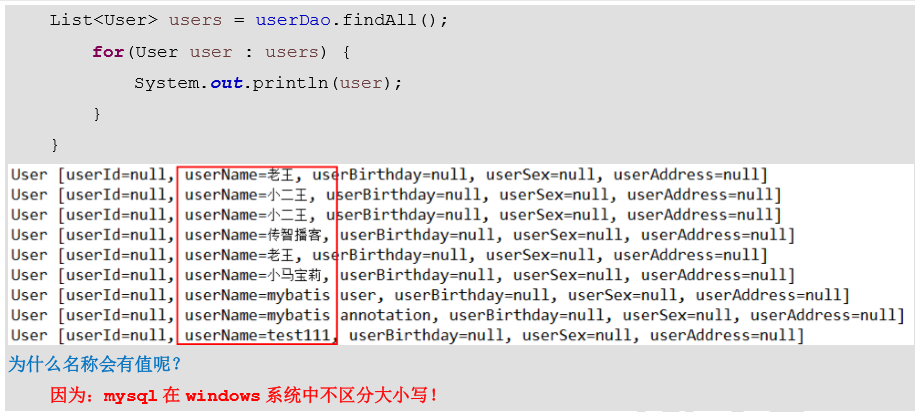 List<User> users = userDao.findAll();
for(User user : users) {
System.out.println(user);
}
}
User [userId=null, userName=老王, userBirthday=null, userSex=null, userAddress=null]
User [userId=null, userName=小二王, userBirthday=null, userSex=null, userAddress=null]
User [userId=null, userName=小二王, userBirthday=null, userSex=null, userAddress=null]
User [userId=null, userName=传智播客, userBirthday=null, userSex=null, userAddress=null]
User [userId=null, userName=老王, userBirthday=null, userSex=null, userAddress=null]
User [userId=null, userName=小马宝莉, userBirthday=null, userSex=null, userAddress=null]
User [userId=null, userName=mybatis user, userBirthday=null, userSex=null, userAddress=null]
User [userId=null, userName=mybatis annotation, userBirthday=null, userSex=null, userAddress=null]
User [userId=null, userName=test111, userBirthday=null, userSex=null, userAddress=null]
为什么名称会有值呢？
因为：mysql 在 windows 系统中不区分大小写！